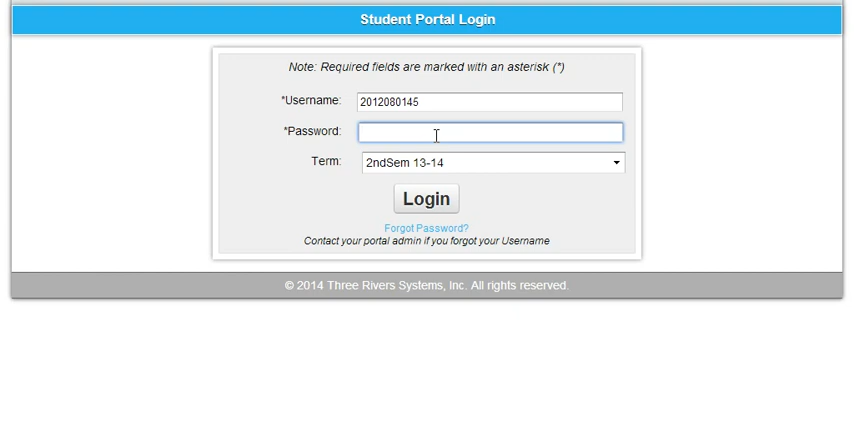 Student Portal Login
Note: Required fields are marked with an asterisk (*)
*Username: 2012080145
*Password:
Term: 2ndSem 13-14
Login
Forgot Password?
Contact your portal admin if you forgot your Username
© 2014 Three Rivers Systems, Inc. All rights reserved.